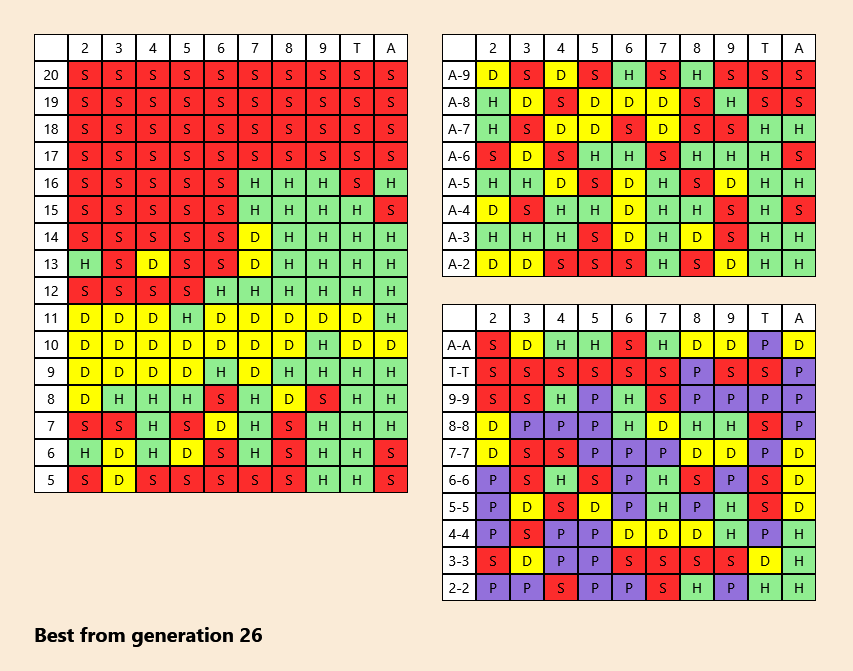 2 3 4 5 6 7 8 9 T A
20 S S S S S S S S S S
19 S S S S S S S S S S
18 S S S S S S S S S S
17 S S S S S S S S S S
16 S S S S S H H H S H
15 S S S S S H H H H S
14 S S S S S D H H H H
13 H S D S S D H H H H
12 S S S S H H H H H H
11 D D D H D D D D D H
10 D D D D D D D H D D
9 D D D D H D H H H H
8 D H H H S H D S H H
7 S S H S D H S H H H
6 H D H D S H S H H S
5 S D S S S S S H H S
2 3 4 5 6 7 8 9 T A
A-9 D S D S H S H S S S
A-8 H D S D D D S H S S
A-7 H S D D S D S S H H
A-6 S D S H H S H H H S
A-5 H H D S D H S D H H
A-4 D S H H D H H S H S
A-3 H H H S D H D S H H
A-2 D D S S S H S D H H
2 3 4 5 6 7 8 9 T A
A-A S D H H S H D D P D
T-T S S S S S S P S S P
9-9 S S H P H S P P P P
8-8 D P P P H D H H S P
7-7 D S S P P P D D P D
6-6 P S H S P H S P S D
5-5 P D S D P H P H S D
4-4 P S P P D D D H P H
3-3 S D P P S S S S D H
2-2 P P S P P S H P H H
Best from generation 26